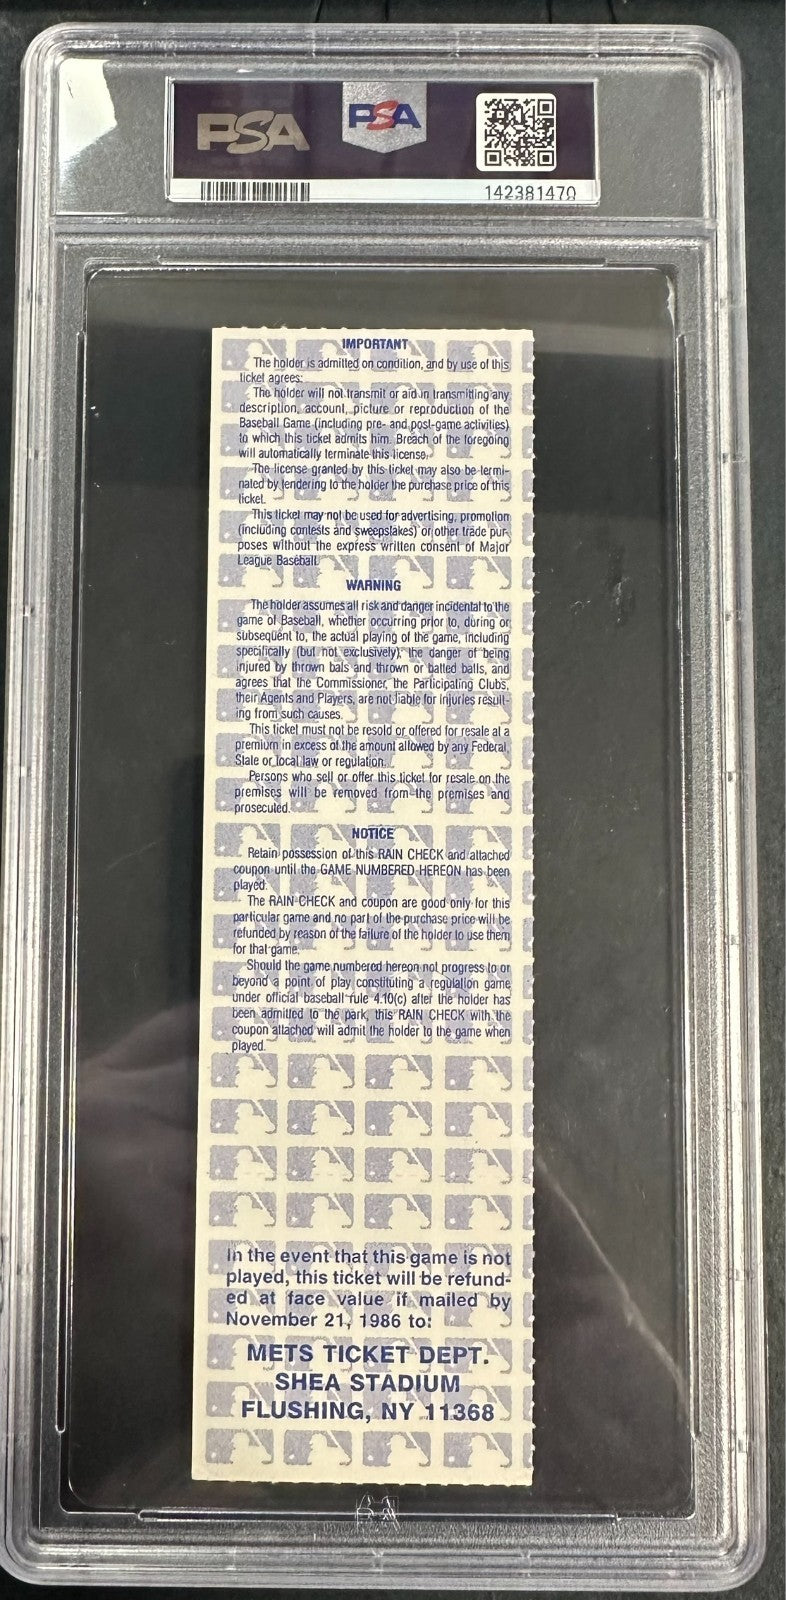 PSA
PSA
142381470
IMPORTANT
The holder is admitted on condition, and by use of this
ticket agrees:
The holder will not transmit or aid in transmitting any
description, account, picture or reproduction of the
Baseball Game (including pre- and post-game activities)
to which this ticket admits him. Breach of the foregoing
will automatically terminate this license.
The license granted by this ticket may also be termi-
nated by tendering to the holder the purchase price of this
ticket.
This ticket may not be used for advertising, promotion
(including contests and sweepstakes) or other trade pur-
poses without the express written consent of Major
League Baseball.
WARNING
The holder assumes all risk and danger incidental to the
game of Baseball, whether occurring prior to, during or
subsequent to, the actual playing of the game, including
specifically (but not exclusively), the danger of being
injured by thrown bats and thrown or batted balls, and
agrees that the Commissioner, the Participating Clubs,
their Agents and Players, are not liable for injuries result-
ing from such causes.
This ticket must not be resold or offered for resale at a
premium in excess of the amount allowed by any Federal,
State or local law or regulation.
Persons who sell or offer this ticket for resale on the
premises will be removed from the premises and
prosecuted.
NOTICE
Retain possession of this RAIN CHECK and attached
coupon until the GAME NUMBERED HEREON has been
played.
The RAIN CHECK and coupon are good only for this
particular game and no part of the purchase price will be
refunded by reason of the failure of the holder to use them
for that game.
Should the game numbered hereon not progress to or
beyond a point of play constituting a regulation game
under official baseball rule 4.10(c) after the holder has
been admitted to the park, this RAIN CHECK with the
coupon attached will admit the holder to the game when
played.
In the event that this game is not
played, this ticket will be refund-
ed at face value if mailed by
November 21, 1986 to:
METS TICKET DEPT.
SHEA STADIUM
FLUSHING, NY 11368